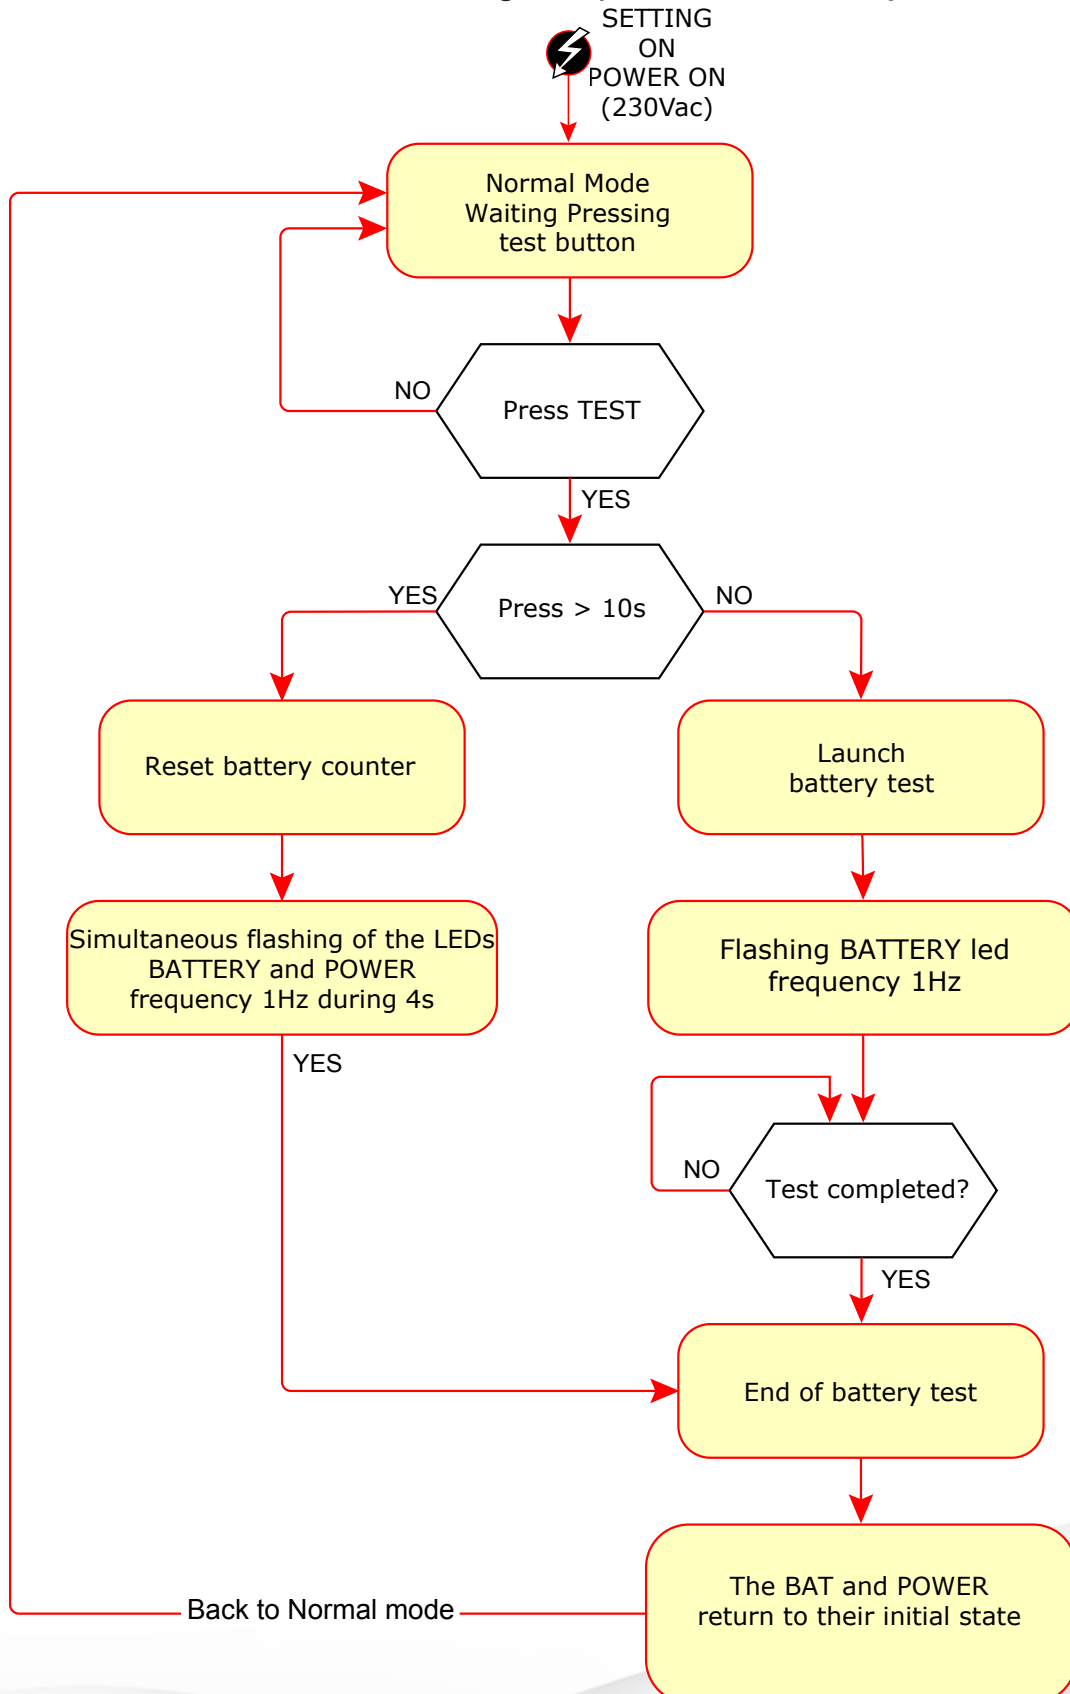 SETTING
ON
POWER ON
(230Vac)
Normal Mode
Waiting Pressing
test button
NO
Press TEST
YES
YES
Press > 10s
NO
Reset battery counter
Launch
battery test
Simultaneous flashing of the LEDs
BATTERY and POWER
frequency 1Hz during 4s
Flashing BATTERY led
frequency 1Hz
YES
NO
Test completed?
YES
End of battery test
The BAT and POWER
return to their initial state
Back to Normal mode